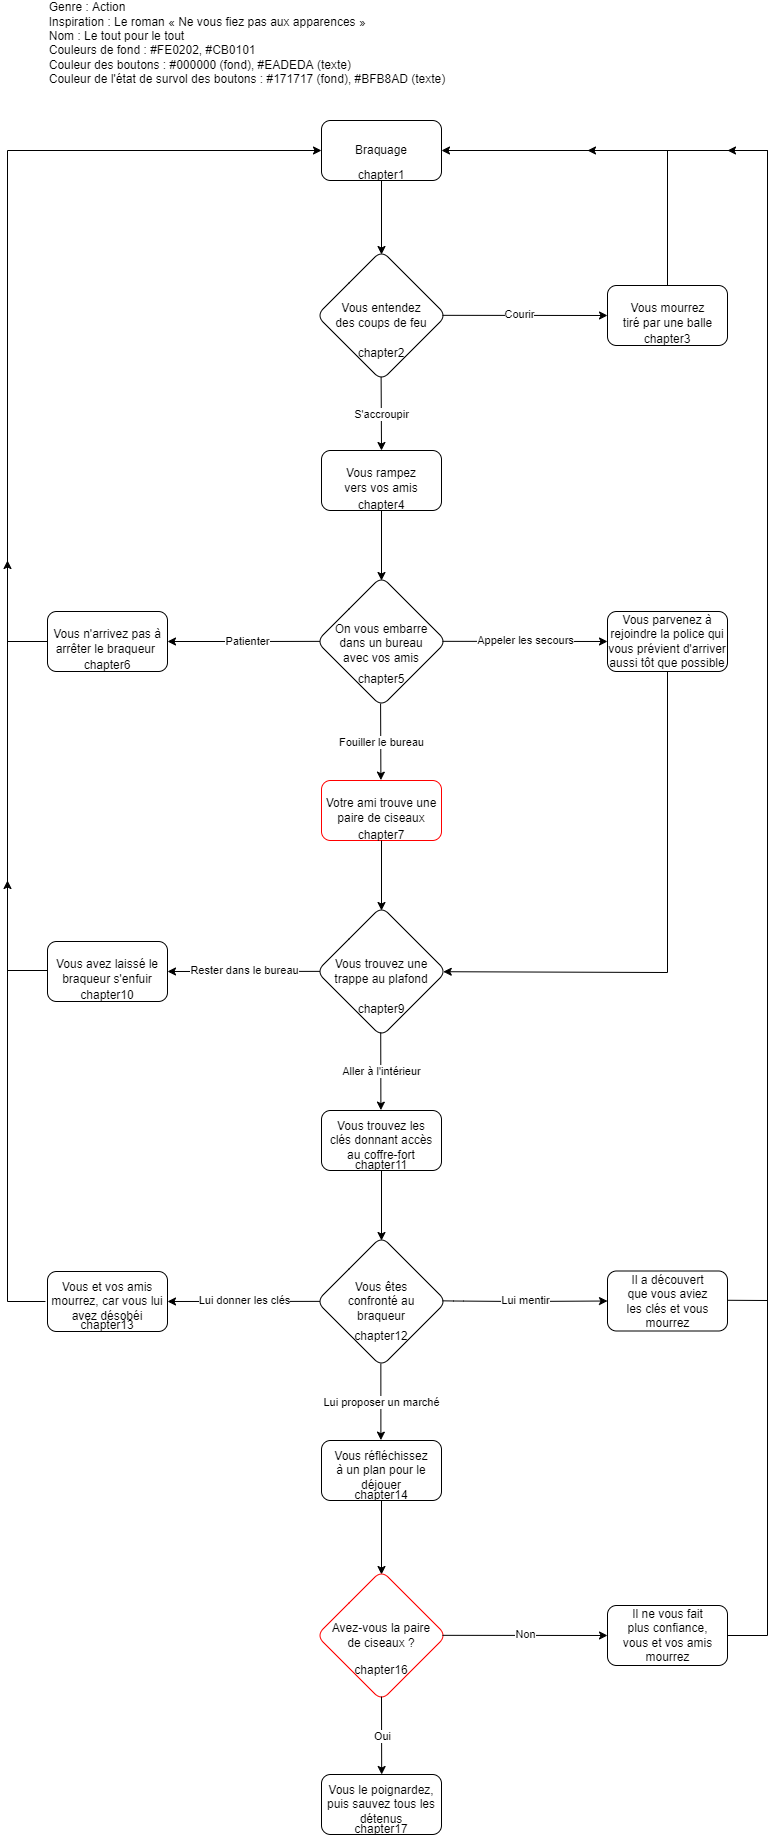 Genre : Action
Inspiration : Le roman « Ne vous fiez pas aux apparences »
Nom : Le tout pour le tout
Couleurs de fond : #FE0202, #CB0101
Couleur des boutons : #000000 (fond), #EADEDA (texte)
Couleur de l'état de survol des boutons : #171717 (fond), #BFB8AD (texte)
Braquage
chapter1
Vous entendez
des coups de feu
chapter2
Courir
Vous mourrez
tiré par une balle
chapter3
S'accroupir
Vous rampez
vers vos amis
chapter4
Vous n'arrivez pas à
arrêter le braqueur
chapter6
Patienter
On vous embarre
dans un bureau
avec vos amis
chapter5
Appeler les secours
Vous parvenez à
rejoindre la police qui
vous prévient d'arriver
aussi tôt que possible
Fouiller le bureau
Votre ami trouve une
paire de ciseaux
chapter7
Vous avez laissé le
braqueur s'enfuir
chapter10
Rester dans le bureau
Vous trouvez une
trappe au plafond
chapter9
Aller à l'intérieur
Vous trouvez les
clés donnant accès
au coffre-fort
chapter11
Vous et vos amis
mourrez, car vous lui
avez désobéi
chapter13
Lui donner les clés
Vous êtes
confronté au
braqueur
chapter12
Lui mentir
Il a découvert
que vous aviez
les clés et vous
mourrez
Lui proposer un marché
Vous réfléchissez
à un plan pour le
déjouer
chapter14
Avez-vous la paire
de ciseaux ?
chapter16
Non
Il ne vous fait
plus confiance,
vous et vos amis
mourrez
Oui
Vous le poignardez,
puis sauvez tous les
détenus
chapter17